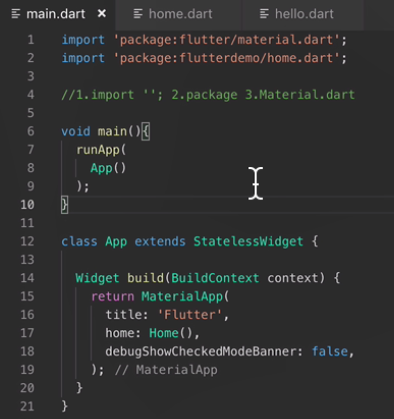 main.dart × home.dart hello.dart
1 import 'package:flutter/material.dart';
2 import 'package:flutterdemo/home.dart';
3
4 //1.import ''; 2.package 3.Material.dart
5
6 void main(){
7 runApp(
8 App()
9 );
10 }
11
12 class App extends StatelessWidget {
13
14 Widget build(BuildContext context) {
15 return MaterialApp(
16 title: 'Flutter',
17 home: Home(),
18 debugShowCheckedModeBanner: false,
19 ); // MaterialApp
20 }
21 }